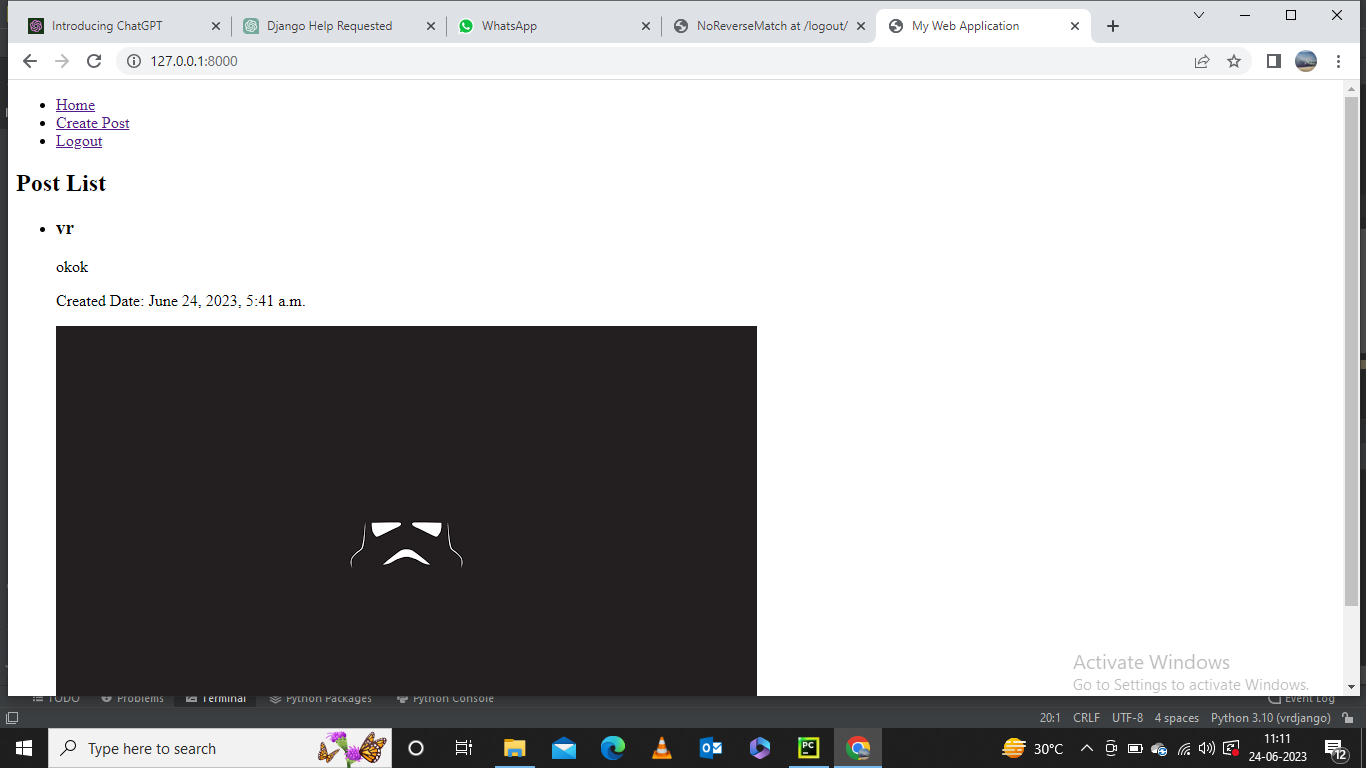 Introducing ChatGPT
Django Help Requested
WhatsApp
NoReverseMatch at /logout/
My Web Application
127.0.0.1:8000
Home
Create Post
Logout
Post List
vr
okok
Created Date: June 24, 2023, 5:41 a.m.
Activate Windows
Go to Settings to activate Windows.
TODO
Problems
Terminal
Python Packages
Python Console
Event Log
20:1 CRLF UTF-8 4 spaces Python 3.10 (vrdjango)
Type here to search
PC
30°C
11:11
24-06-2023
12